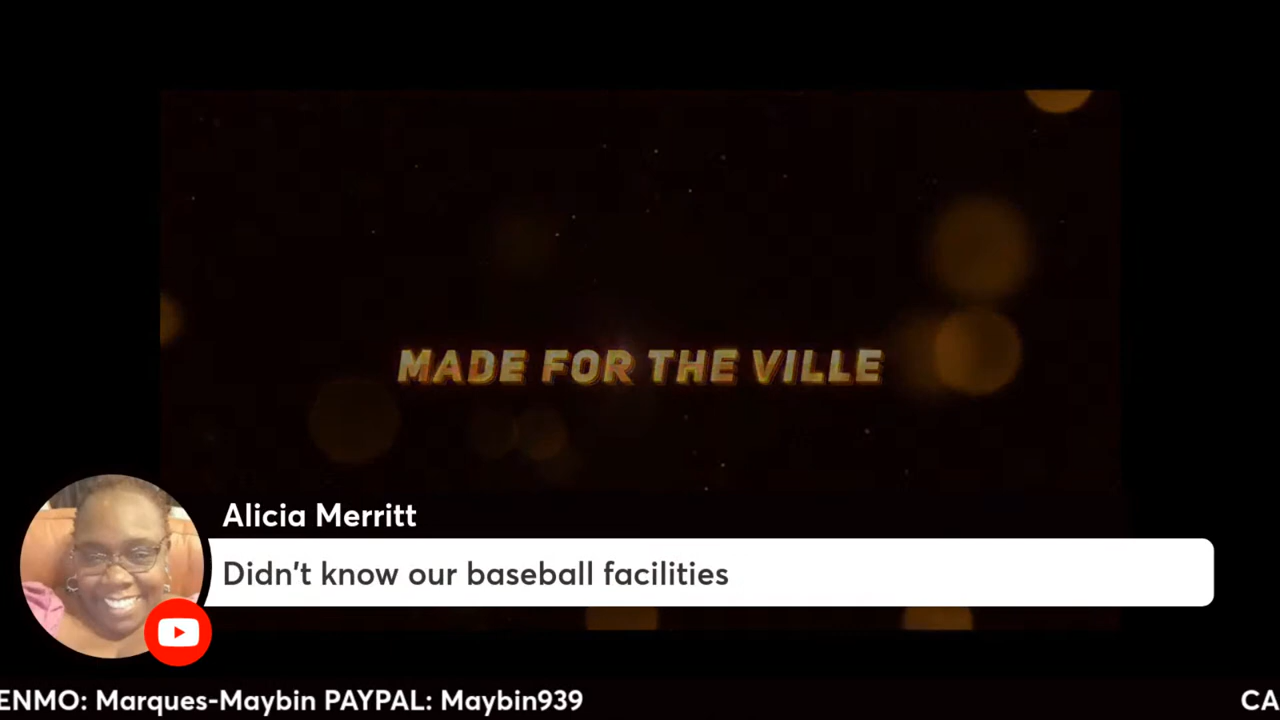 MADE FOR THE VILLE
Alicia Merritt
Didn't know our baseball facilities
ENMO: Marques-Maybin PAYPAL: Maybin939
CA